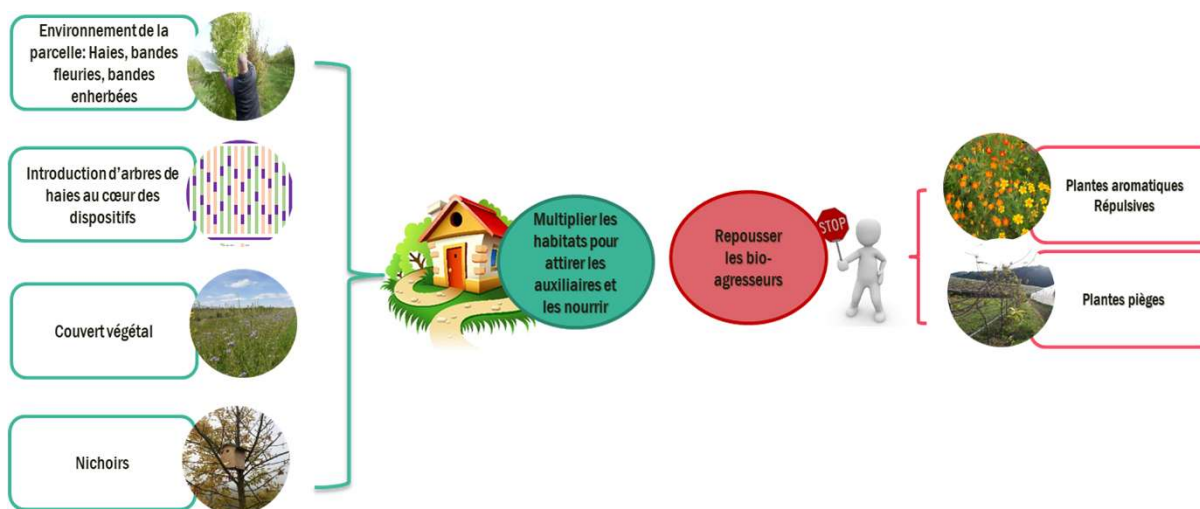 Environnement de la
parcelle: Haies, bandes
fleuries, bandes
enherbées
Introduction d'arbres de
haies au cœur des
dispositifs
Couvert végétal
Nichoirs
Multiplier les
habitats pour
attirer les
auxiliaires et
les nourrir
Repousser
les bio-
agresseurs
STOP
Plantes aromatiques
Répulsives
Plantes pièges